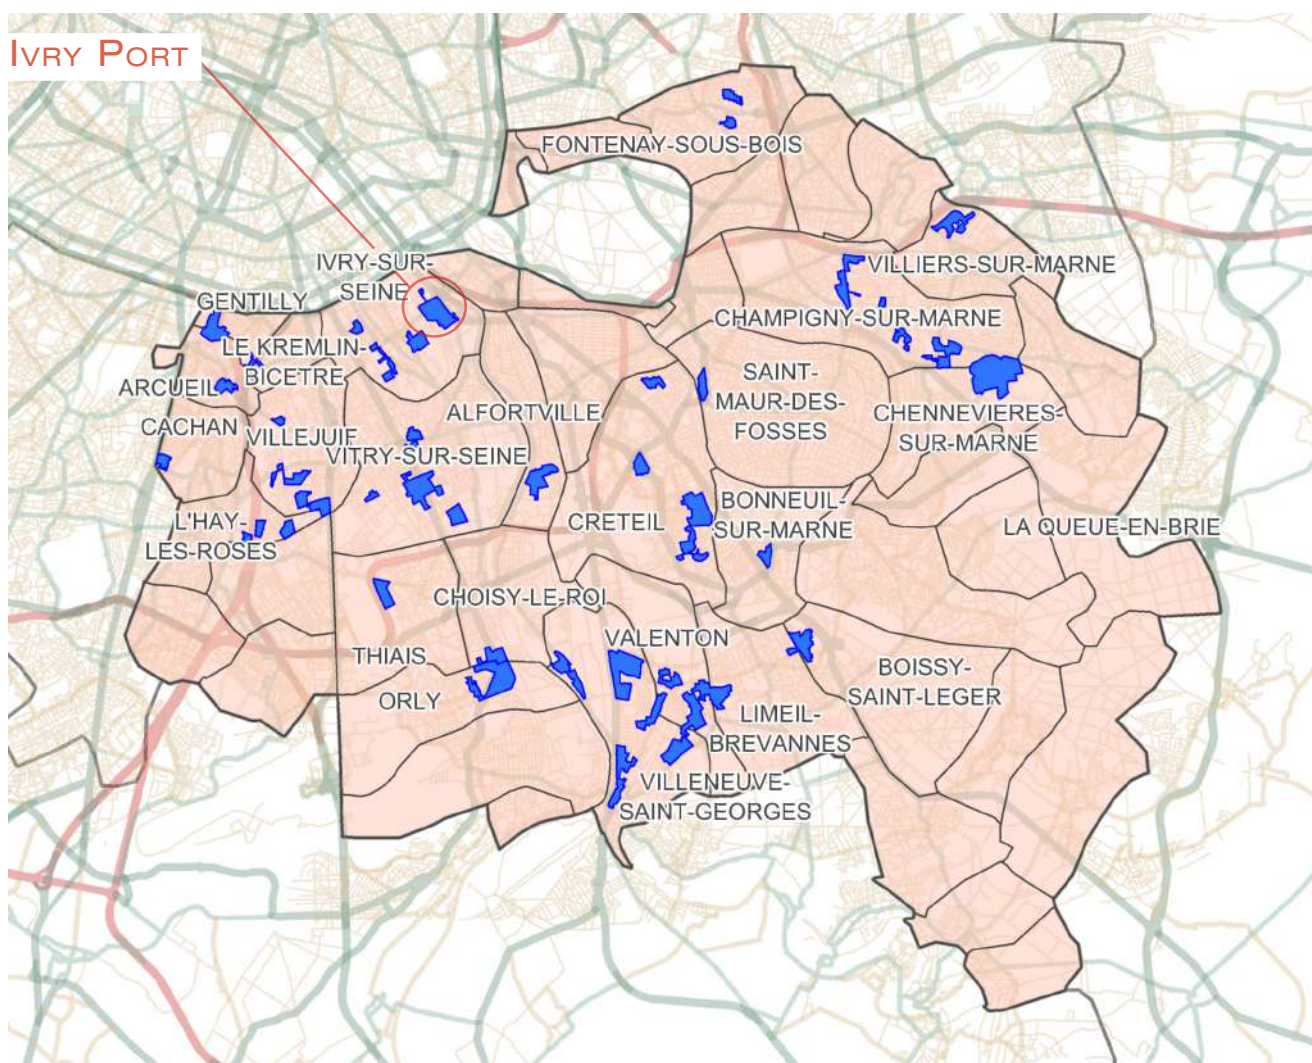 IVRY PORT
FONTENAY-SOUS-BOIS
IVRY-SUR-
SEINE
VILLIERS-SUR-MARNE
GENTILLY
CHAMPIGNY-SUR-MARNE
LE KREMLIN-
BICETRE
ARCUEIL
SAINT-
MAUR-DES-
FOSSES
CHENNEVIERES-
SUR-MARNE
ALFORTVILLE
CACHAN
VILLEJUIF
VITRY-SUR-SEINE
BONNEUIL-
SUR-MARNE
CRETEIL
L'HAY-
LES-ROSES
LA QUEUE-EN-BRIE
CHOISY-LE-ROI
VALENTON
THIAIS
BOISSY-
SAINT-LEGER
ORLY
LIMEIL-
BREVANNES
VILLENEUVE-
SAINT-GEORGES